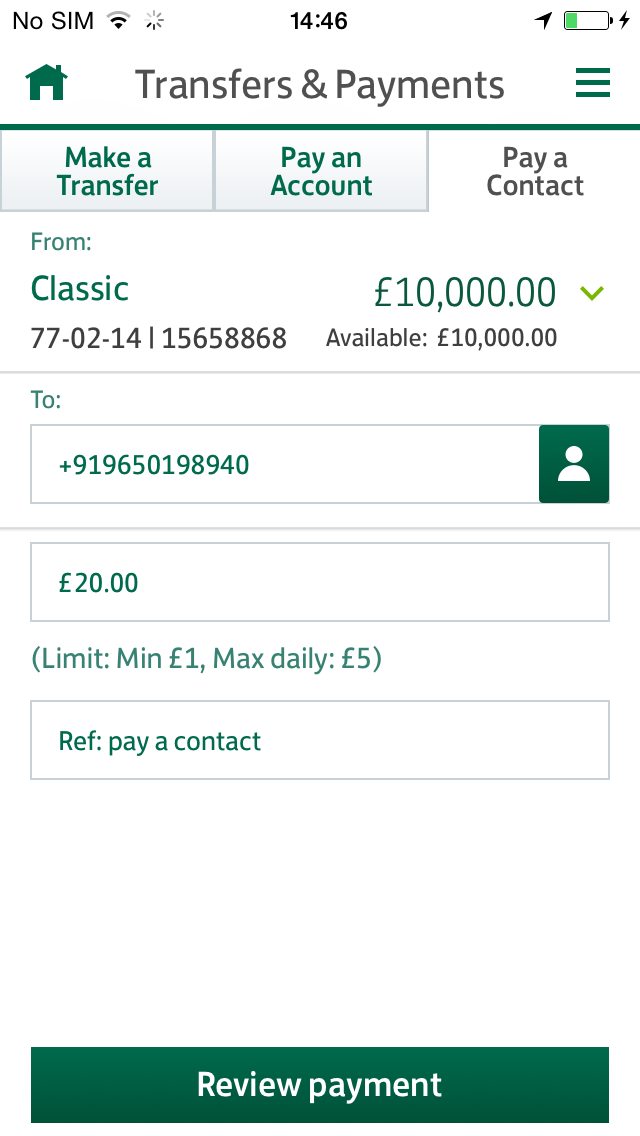 No SIM 14:46
Transfers & Payments
Make a Transfer
Pay an Account
Pay a Contact
From:
Classic £10,000.00
77-02-14 | 15658868 Available: £10,000.00
To:
+919650198940
£20.00
(Limit: Min £1, Max daily: £5)
Ref: pay a contact
Review payment